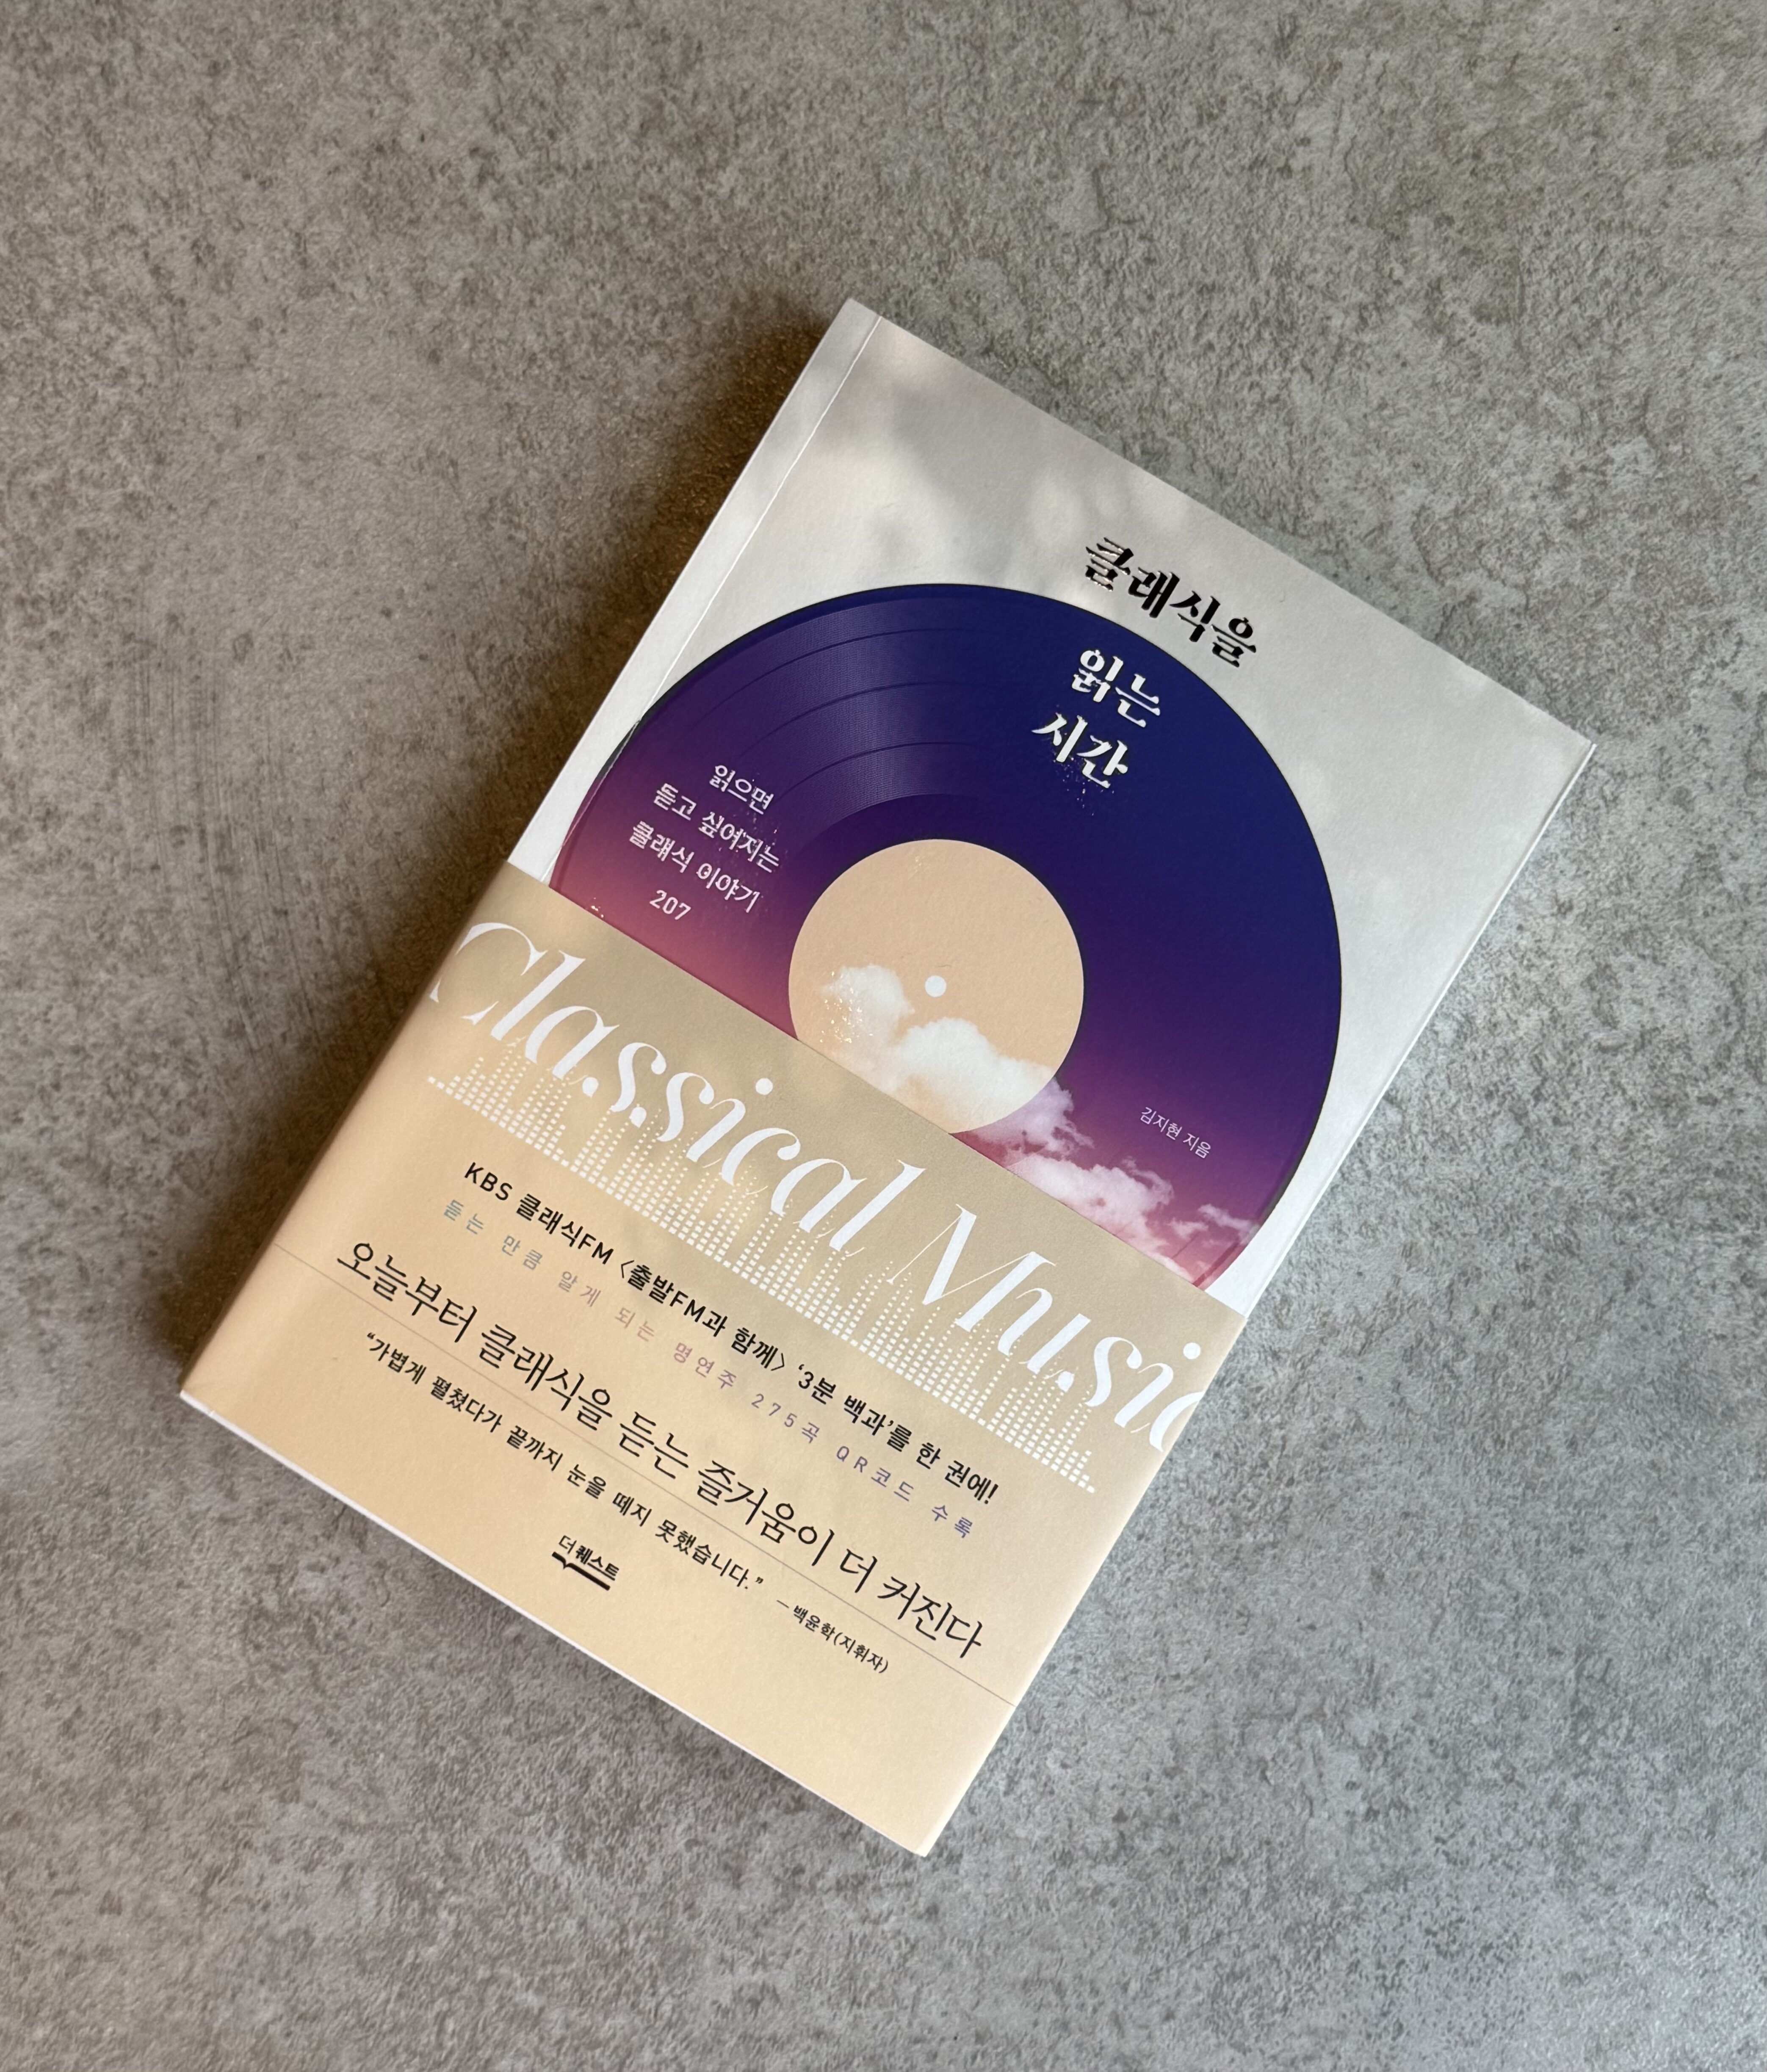 클래식을
읽는
시간
읽으면
듣고 싶어지는
클래식 이야기
207
김지현 지음
Classical Music
KBS 클래식FM 〈출발FM과 함께〉 '3분 백과'를 한 권에!
듣는 만큼 알게 되는 명연주 275곡 QR코드 수록
오늘부터 클래식을 듣는 즐거움이 더 커진다
“가볍게 펼쳤다가 끝까지 눈을 떼지 못했습니다.” – 백윤학(지휘자)
더퀘스트